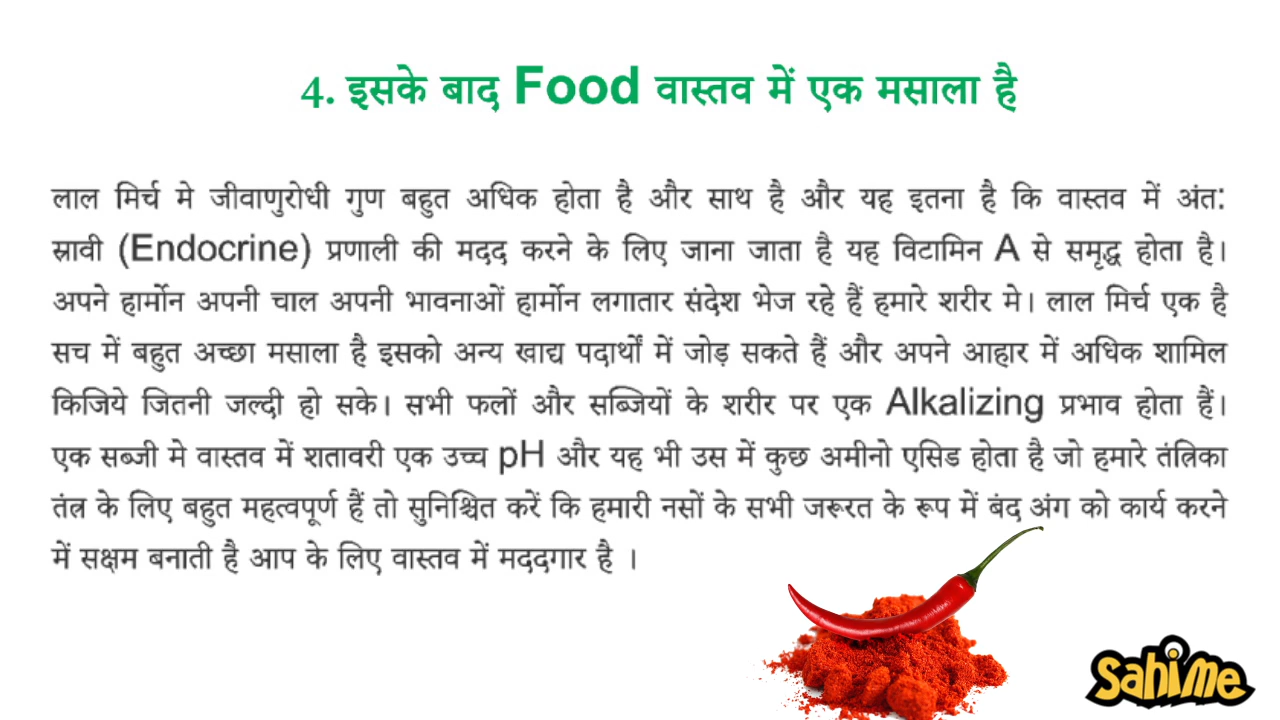 4. इसके बाद Food वास्तव में एक मसाला है
लाल मिर्च मे जीवाणुरोधी गुण बहुत अधिक होता है और साथ है और यह इतना है कि वास्तव में अंत:
स्रावी (Endocrine) प्रणाली की मदद करने के लिए जाना जाता है यह विटामिन A से समृद्ध होता है।
अपने हार्मोन अपनी चाल अपनी भावनाओं हार्मोन लगातार संदेश भेज रहे हैं हमारे शरीर मे। लाल मिर्च एक है
सच में बहुत अच्छा मसाला है इसको अन्य खाद्य पदार्थों में जोड़ सकते हैं और अपने आहार में अधिक शामिल
किजिये जितनी जल्दी हो सके। सभी फलों और सब्जियों के शरीर पर एक Alkalizing प्रभाव होता हैं।
एक सब्जी मे वास्तव में शतावरी एक उच्च pH और यह भी उस में कुछ अमीनो एसिड होता है जो हमारे तंत्रिका
तंत्र के लिए बहुत महत्वपूर्ण हैं तो सुनिश्चित करें कि हमारी नसों के सभी जरूरत के रूप में बंद अंग को कार्य करने
में सक्षम बनाती है आप के लिए वास्तव में मददगार है ।
Sahime